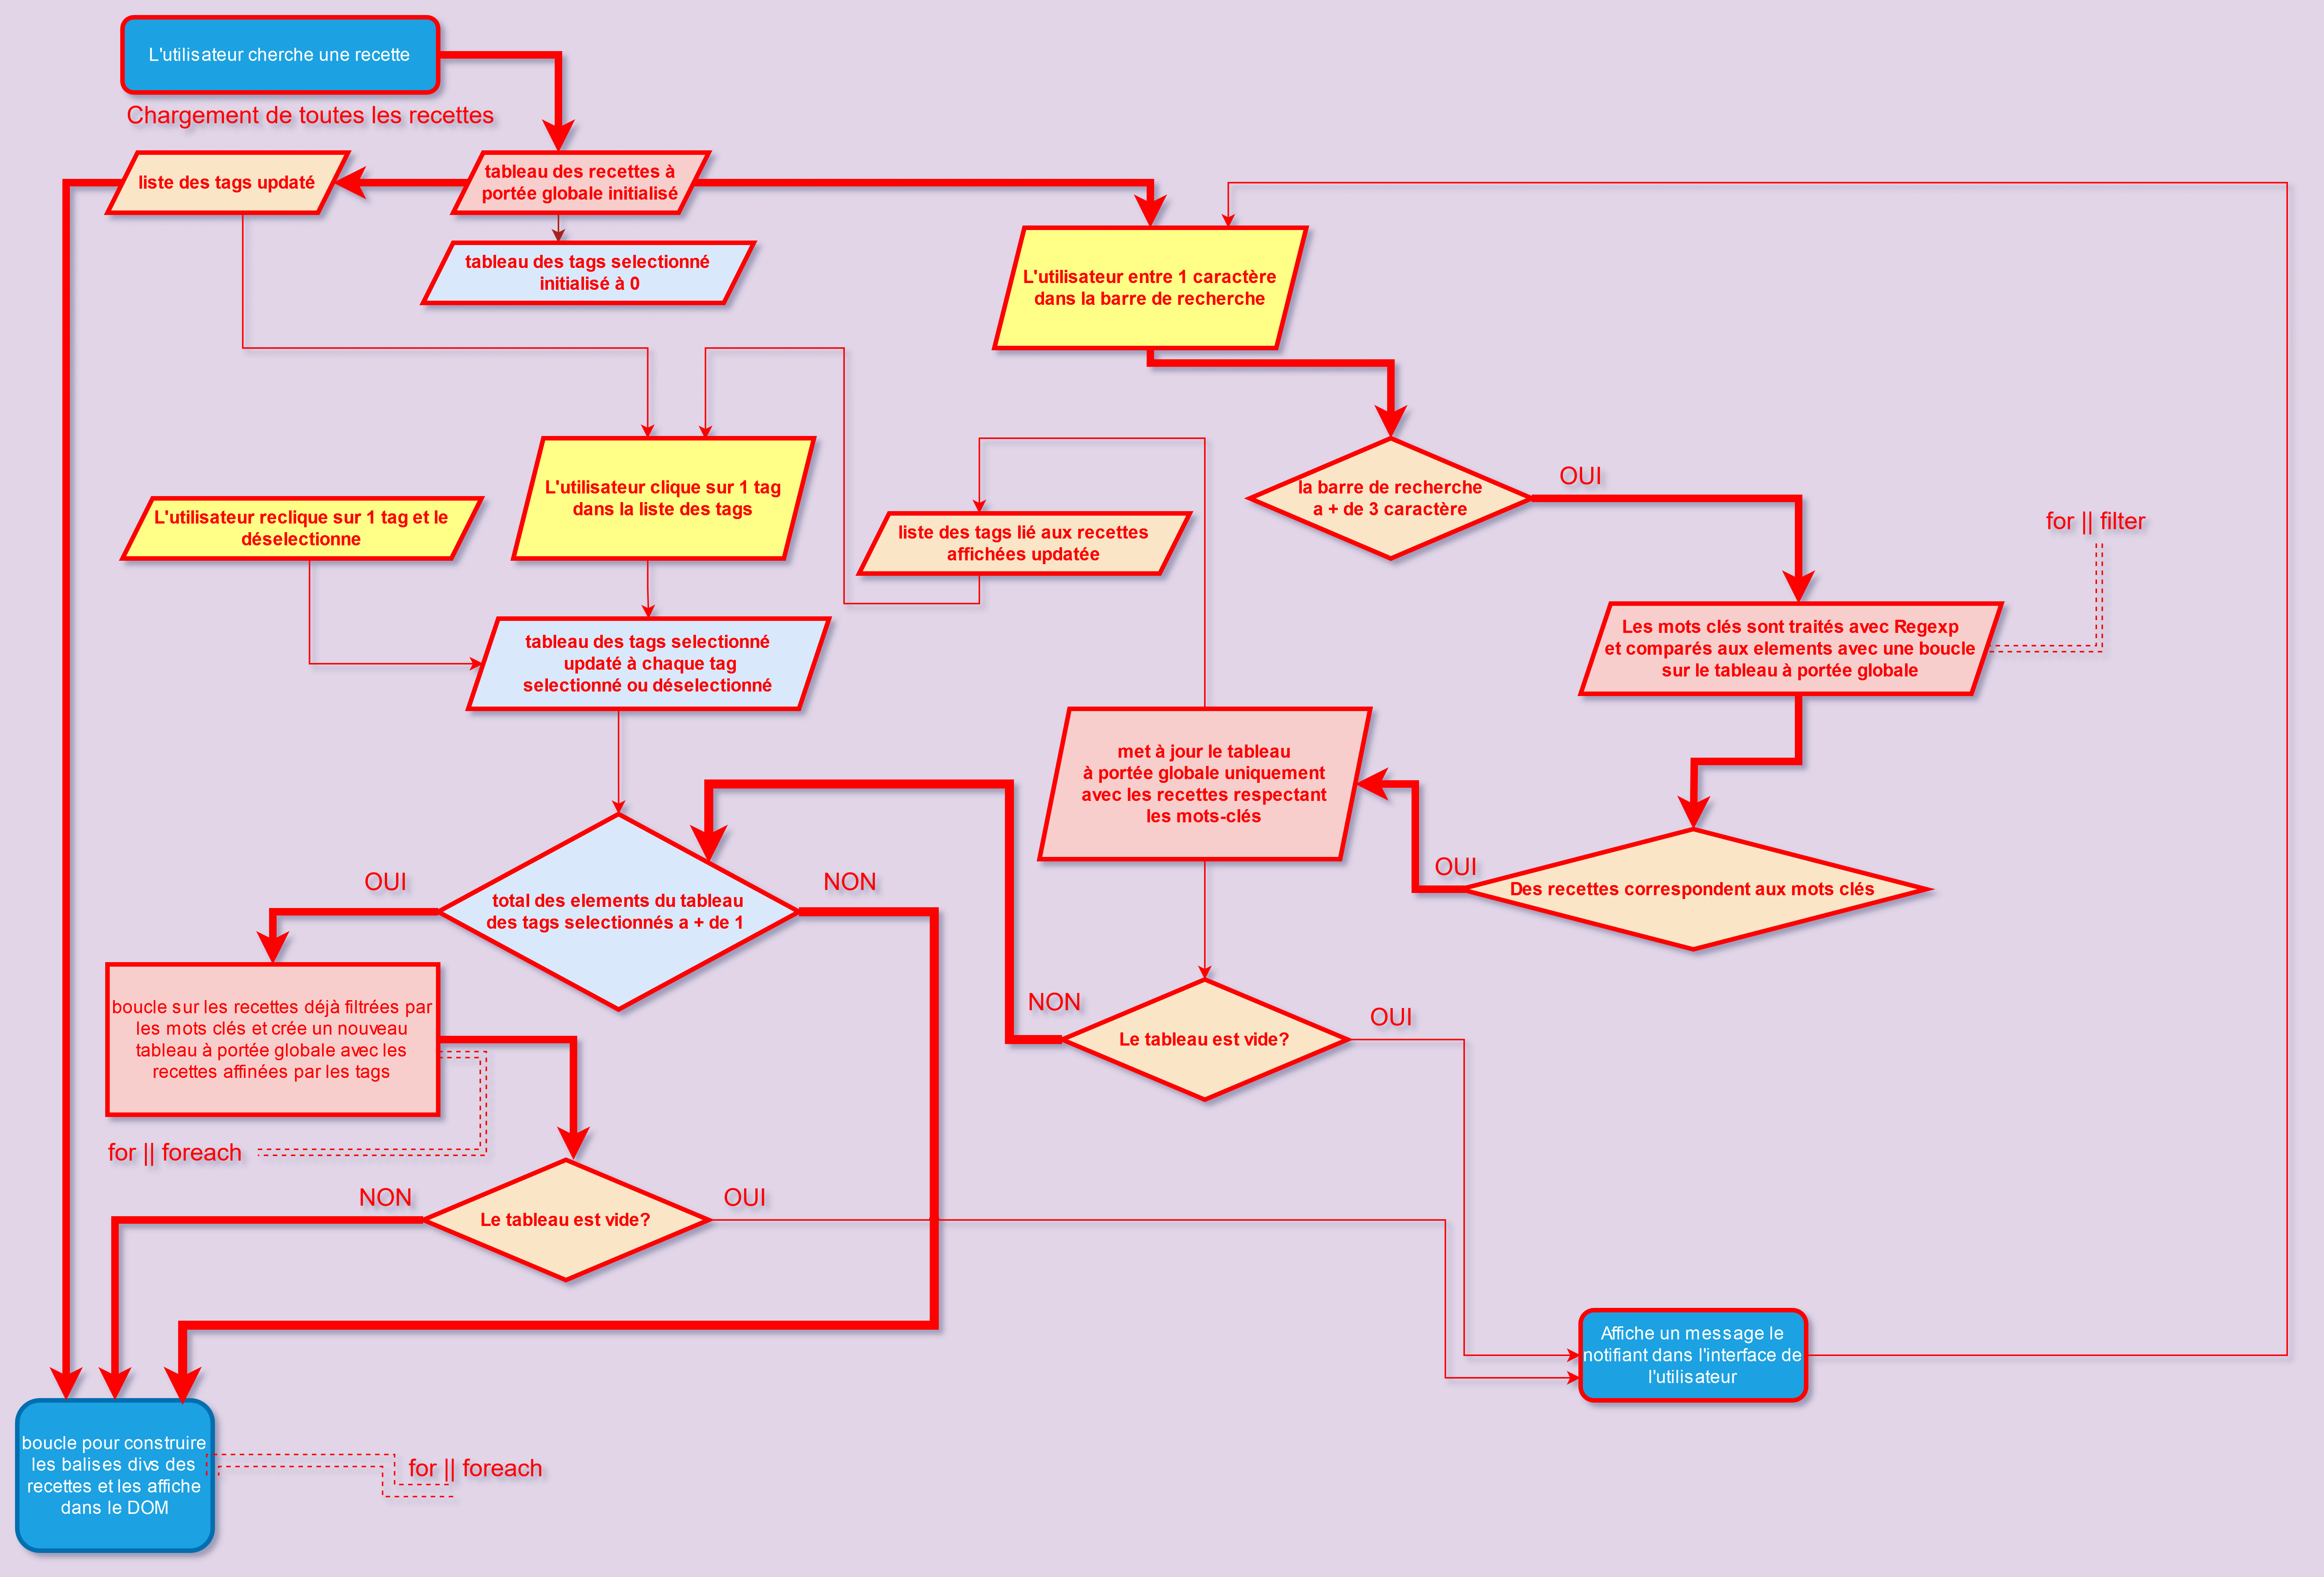 L'utilisateur cherche une recette
Chargement de toutes les recettes
liste des tags updaté
tableau des recettes à
portée globale initialisé
tableau des tags selectionné
initialisé à 0
L'utilisateur entre 1 caractère
dans la barre de recherche
L'utilisateur clique sur 1 tag
dans la liste des tags
L'utilisateur reclique sur 1 tag et le
déselectionne
liste des tags lié aux recettes
affichées updatée
la barre de recherche
a + de 3 caractère
OUI
for || filter
Les mots clés sont traités avec Regexp
et comparés aux elements avec une boucle
sur le tableau à portée globale
tableau des tags selectionné
updaté à chaque tag
selectionné ou déselectionné
met à jour le tableau
à portée globale uniquement
avec les recettes respectant
les mots-clés
OUI
Des recettes correspondent aux mots clés
OUI
total des elements du tableau
des tags selectionnés a + de 1
NON
boucle sur les recettes déjà filtrées par
les mots clés et crée un nouveau
tableau à portée globale avec les
recettes affinées par les tags
NON
Le tableau est vide?
OUI
for || foreach
NON
Le tableau est vide?
OUI
Affiche un message le
notifiant dans l'interface de
l'utilisateur
boucle pour construire
les balises divs des
recettes et les affiche
dans le DOM
for || foreach